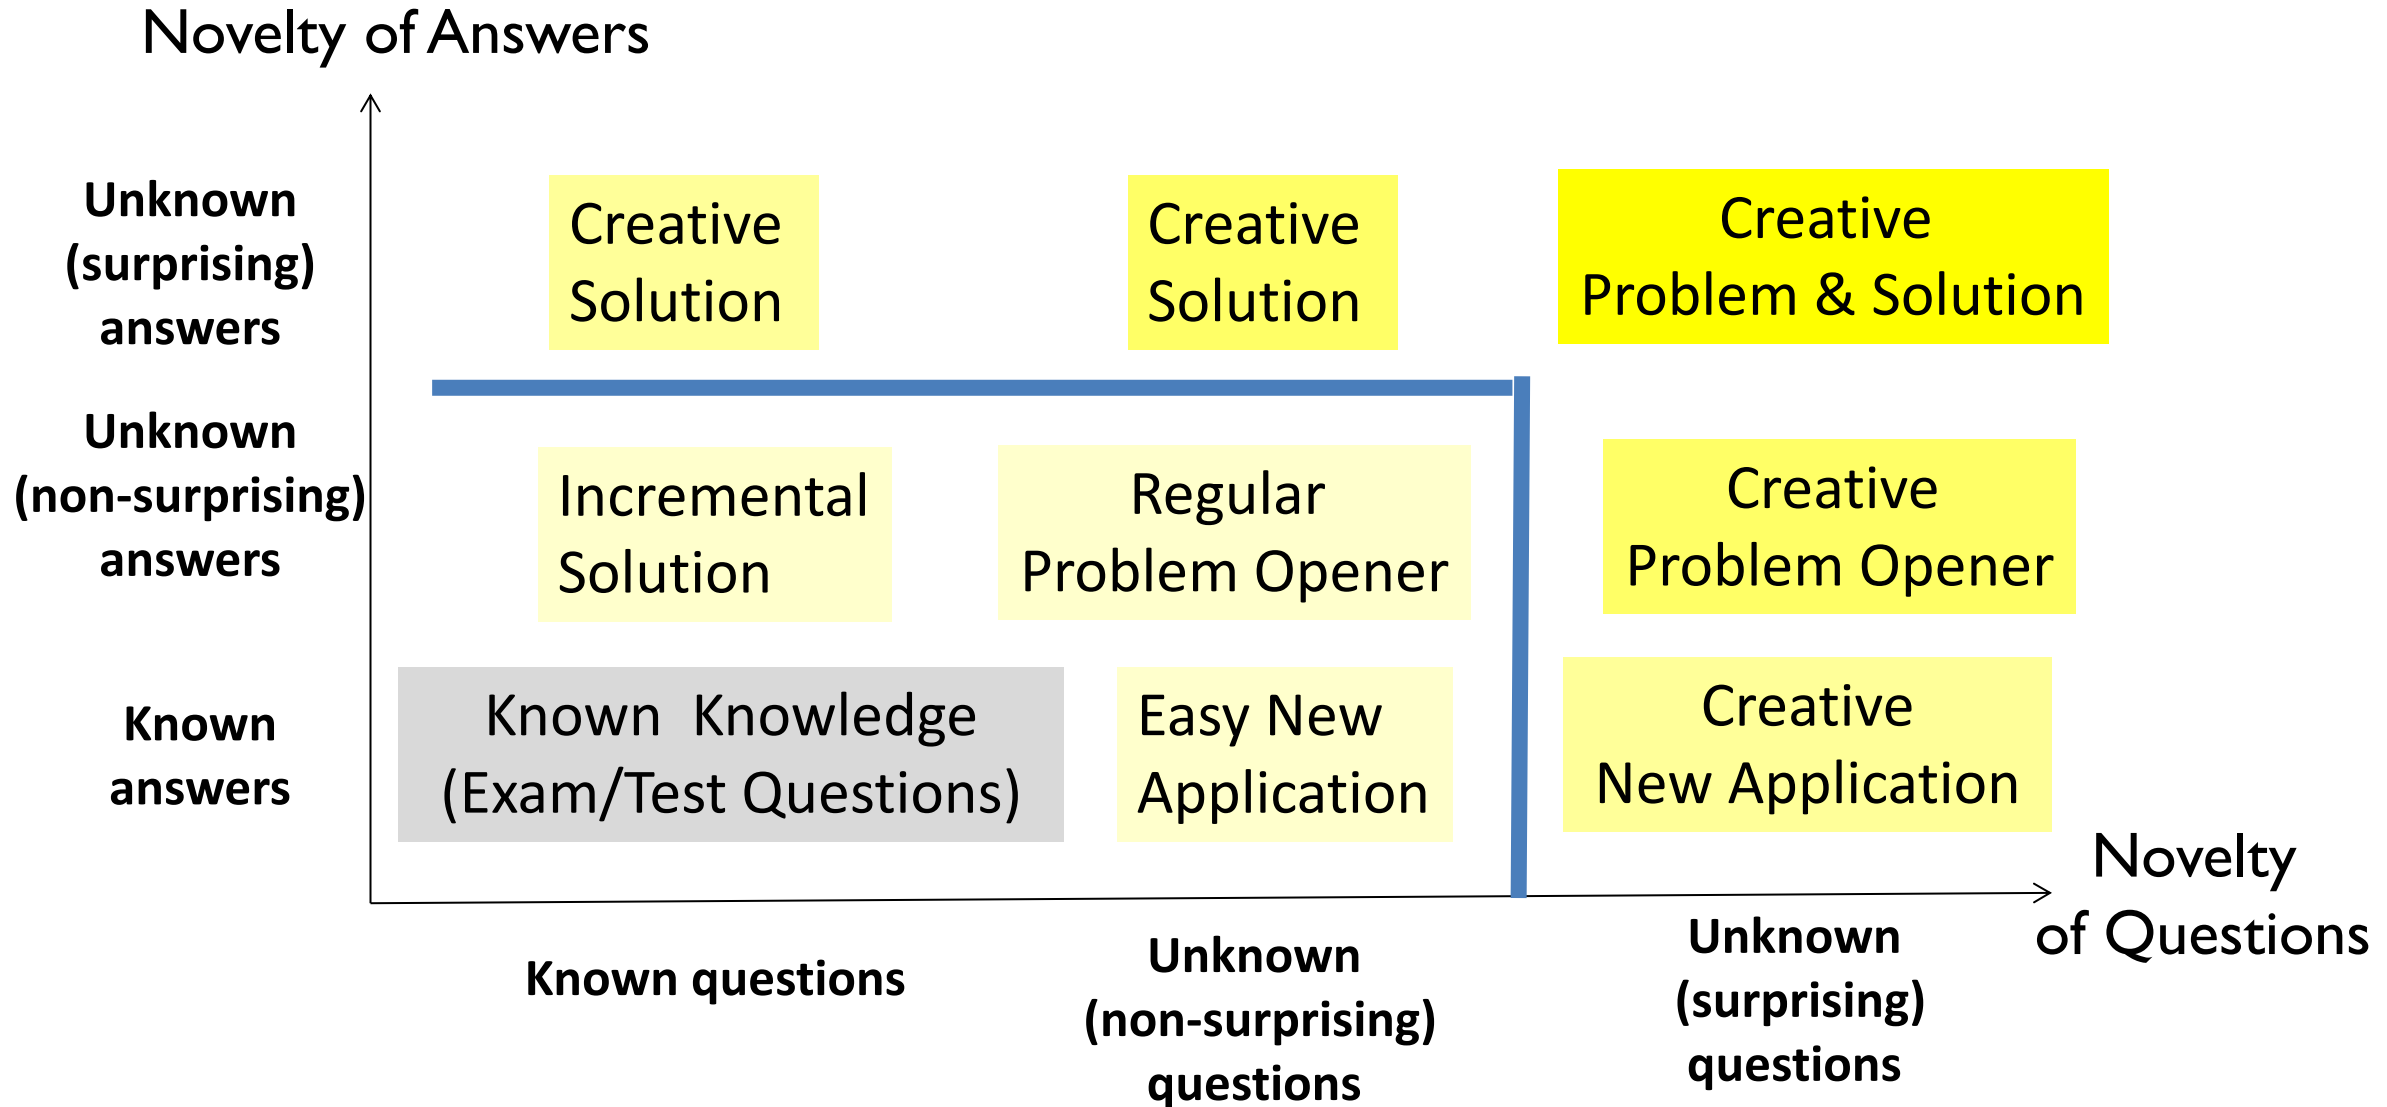 Novelty of Answers
Unknown
(surprising)
answers
Creative
Solution
Creative
Solution
Creative
Problem & Solution
Unknown
(non-surprising)
answers
Incremental
Solution
Regular
Problem Opener
Creative
Problem Opener
Known
answers
Known Knowledge
(Exam/Test Questions)
Easy New
Application
Creative
New Application
Novelty
of Questions
Known questions
Unknown
(non-surprising)
questions
Unknown
(surprising)
questions